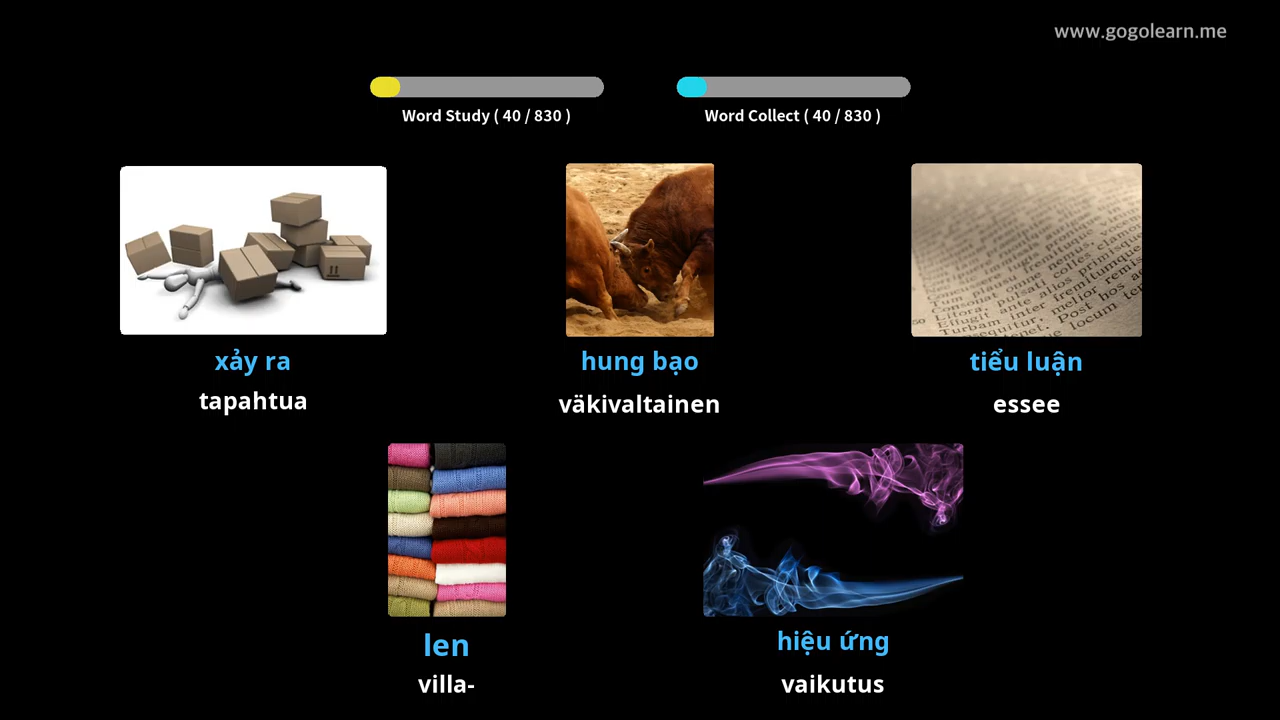 www.gogolearn.me
Word Study ( 40 / 830 )
Word Collect ( 40 / 830 )
xảy ra
tapahtua
hung bạo
väkivaltainen
tiểu luận
essee
len
villa-
hiệu ứng
vaikutus